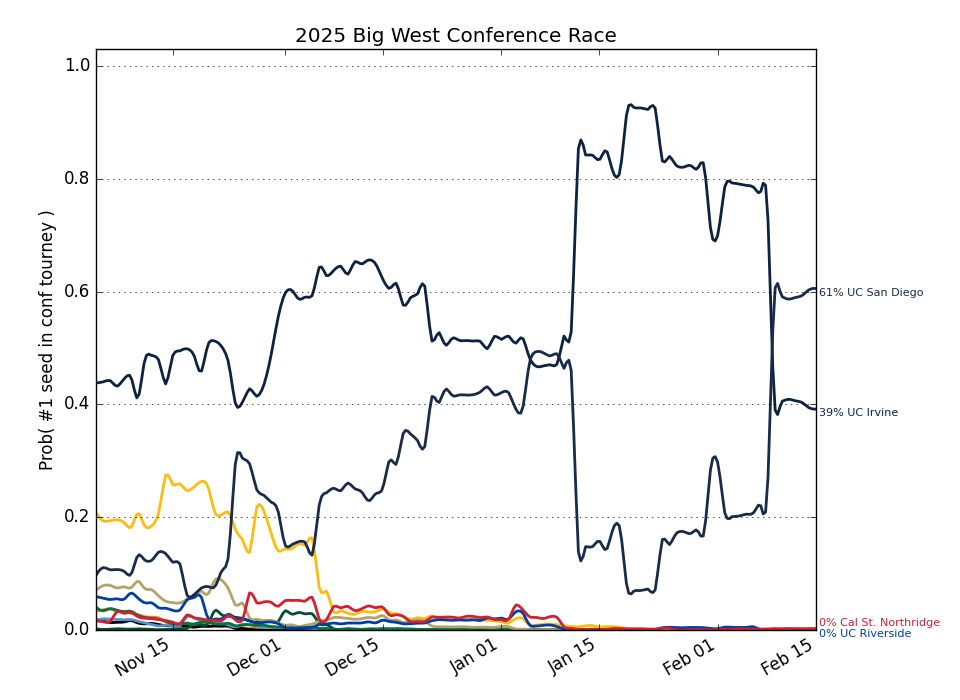 2025 Big West Conference Race
Prob( #1 seed in conf tourney )
1.0
0.8
0.6
0.4
0.2
0.0
61% UC San Diego
39% UC Irvine
0% Cal St. Northridge
0% UC Riverside
Nov 15
Dec 01
Dec 15
Jan 01
Jan 15
Feb 01
Feb 15